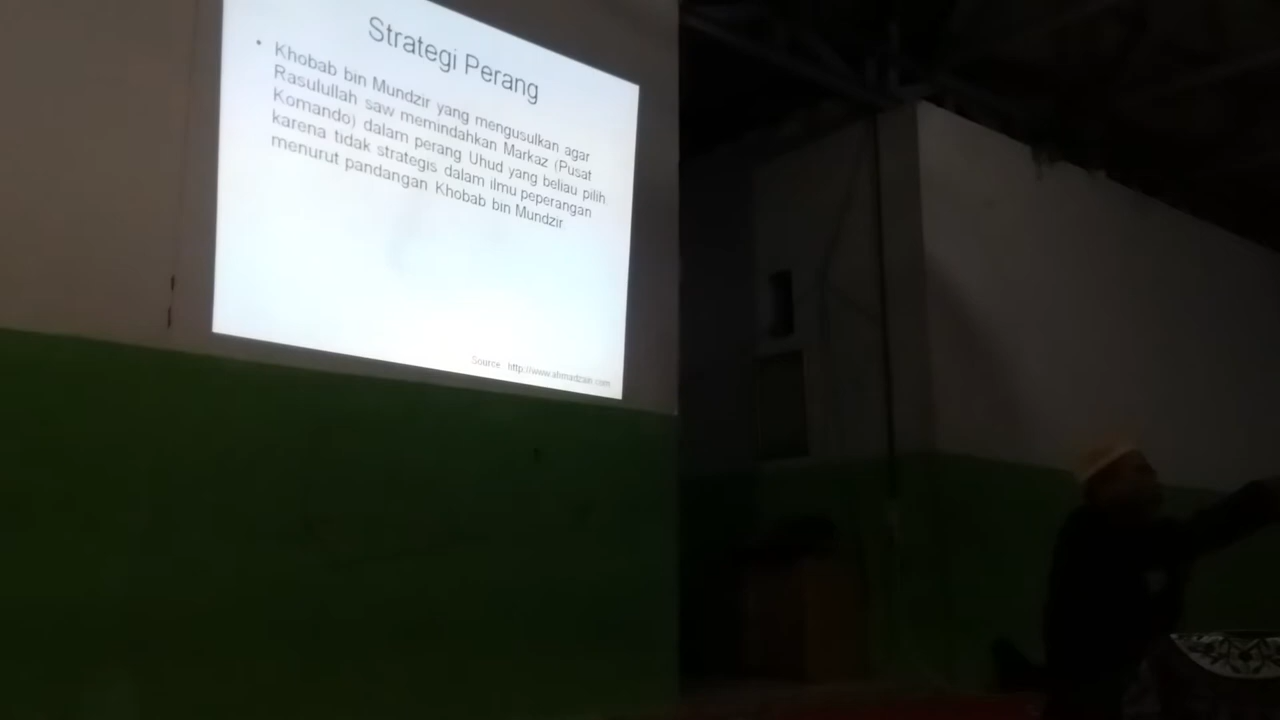 Strategi Perang
• Khobab bin Mundzir yang mengusulkan agar
Rasulullah saw memindahkan Markaz (Pusat
Komando) dalam perang Uhud yang beliau pilih
karena tidak strategis dalam ilmu peperangan
menurut pandangan Khobab bin Mundzir
Source : http://www.ahmadzain.com